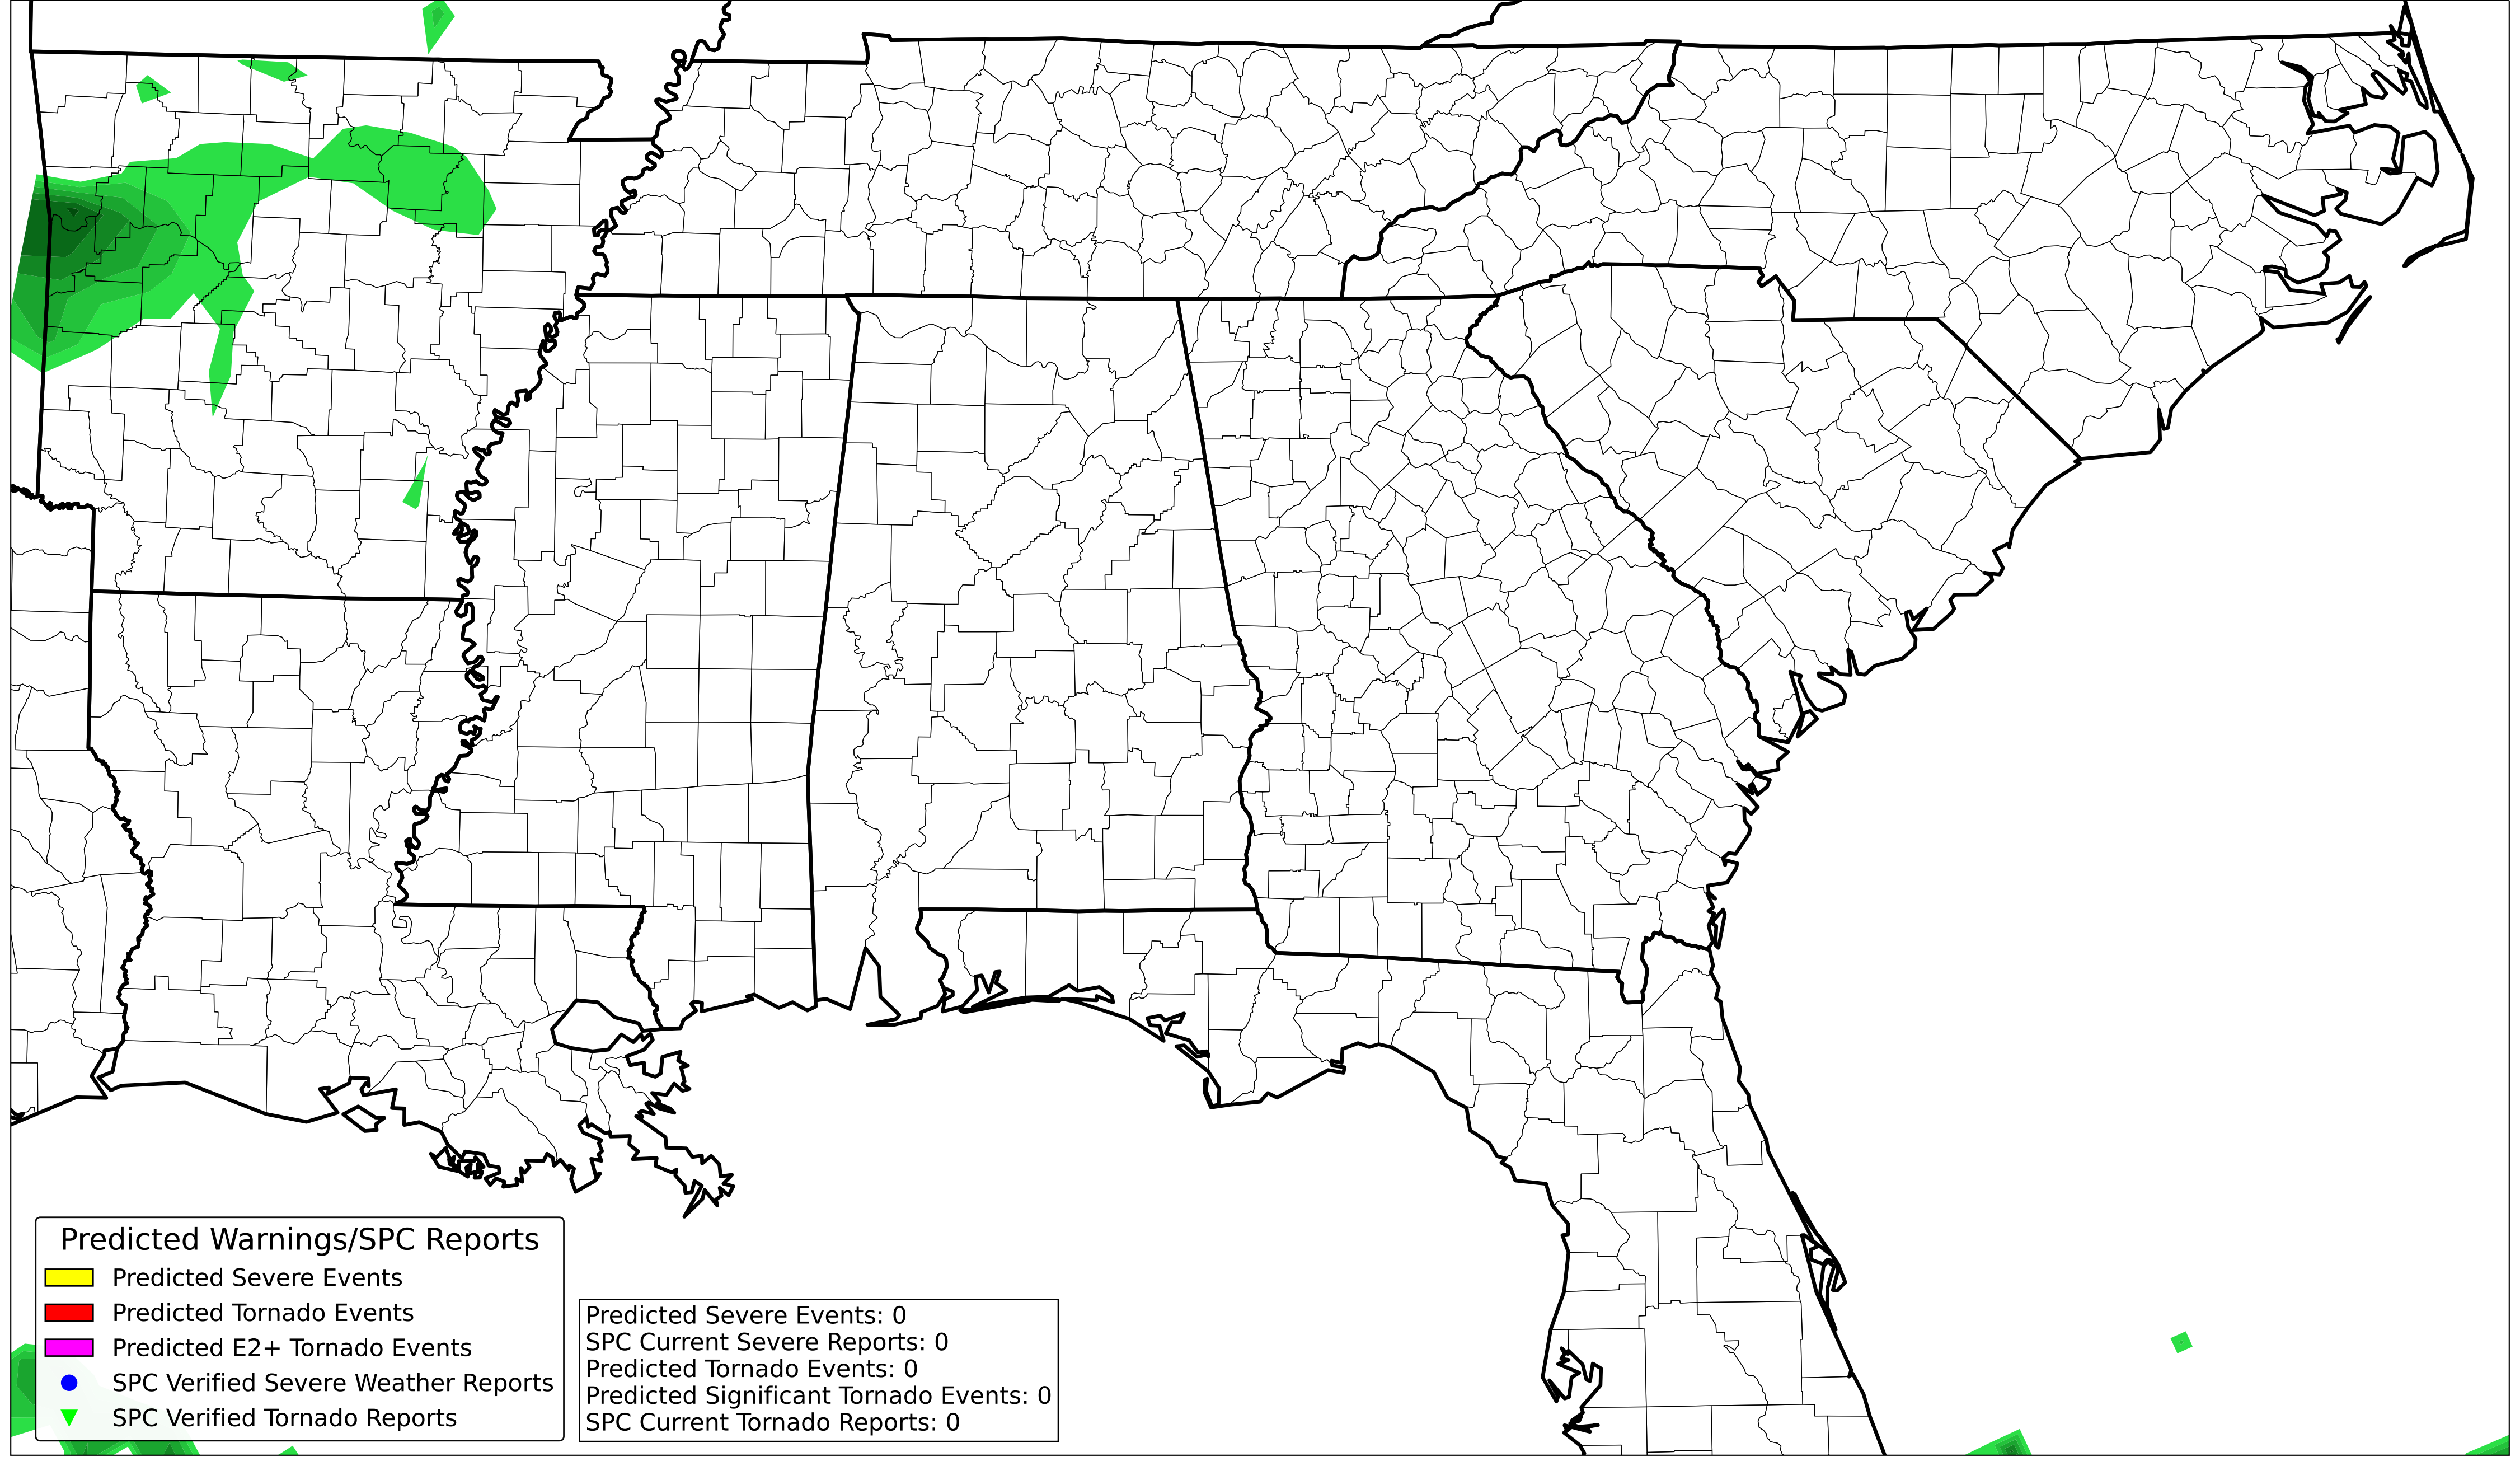 Predicted Warnings/SPC Reports
Predicted Severe Events
Predicted Tornado Events
Predicted E2+ Tornado Events
SPC Verified Severe Weather Reports
SPC Verified Tornado Reports
Predicted Severe Events: 0
SPC Current Severe Reports: 0
Predicted Tornado Events: 0
Predicted Significant Tornado Events: 0
SPC Current Tornado Reports: 0